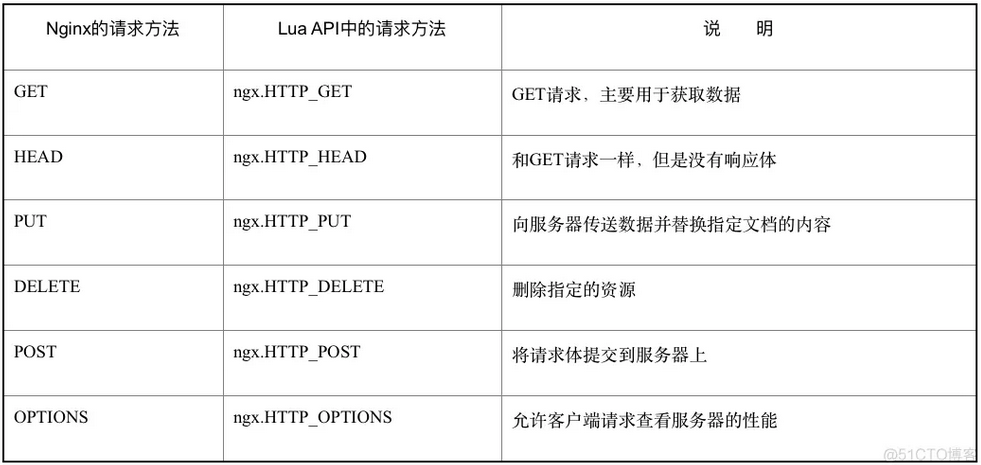 Nginx的请求方法 Lua API中的请求方法 说 明
GET ngx.HTTP_GET GET请求，主要用于获取数据
HEAD ngx.HTTP_HEAD 和GET请求一样，但是没有响应体
PUT ngx.HTTP_PUT 向服务器传送数据并替换指定文档的内容
DELETE ngx.HTTP_DELETE 删除指定的资源
POST ngx.HTTP_POST 将请求体提交到服务器上
OPTIONS ngx.HTTP_OPTIONS 允许客户端请求查看服务器的性能
@51CTO博客